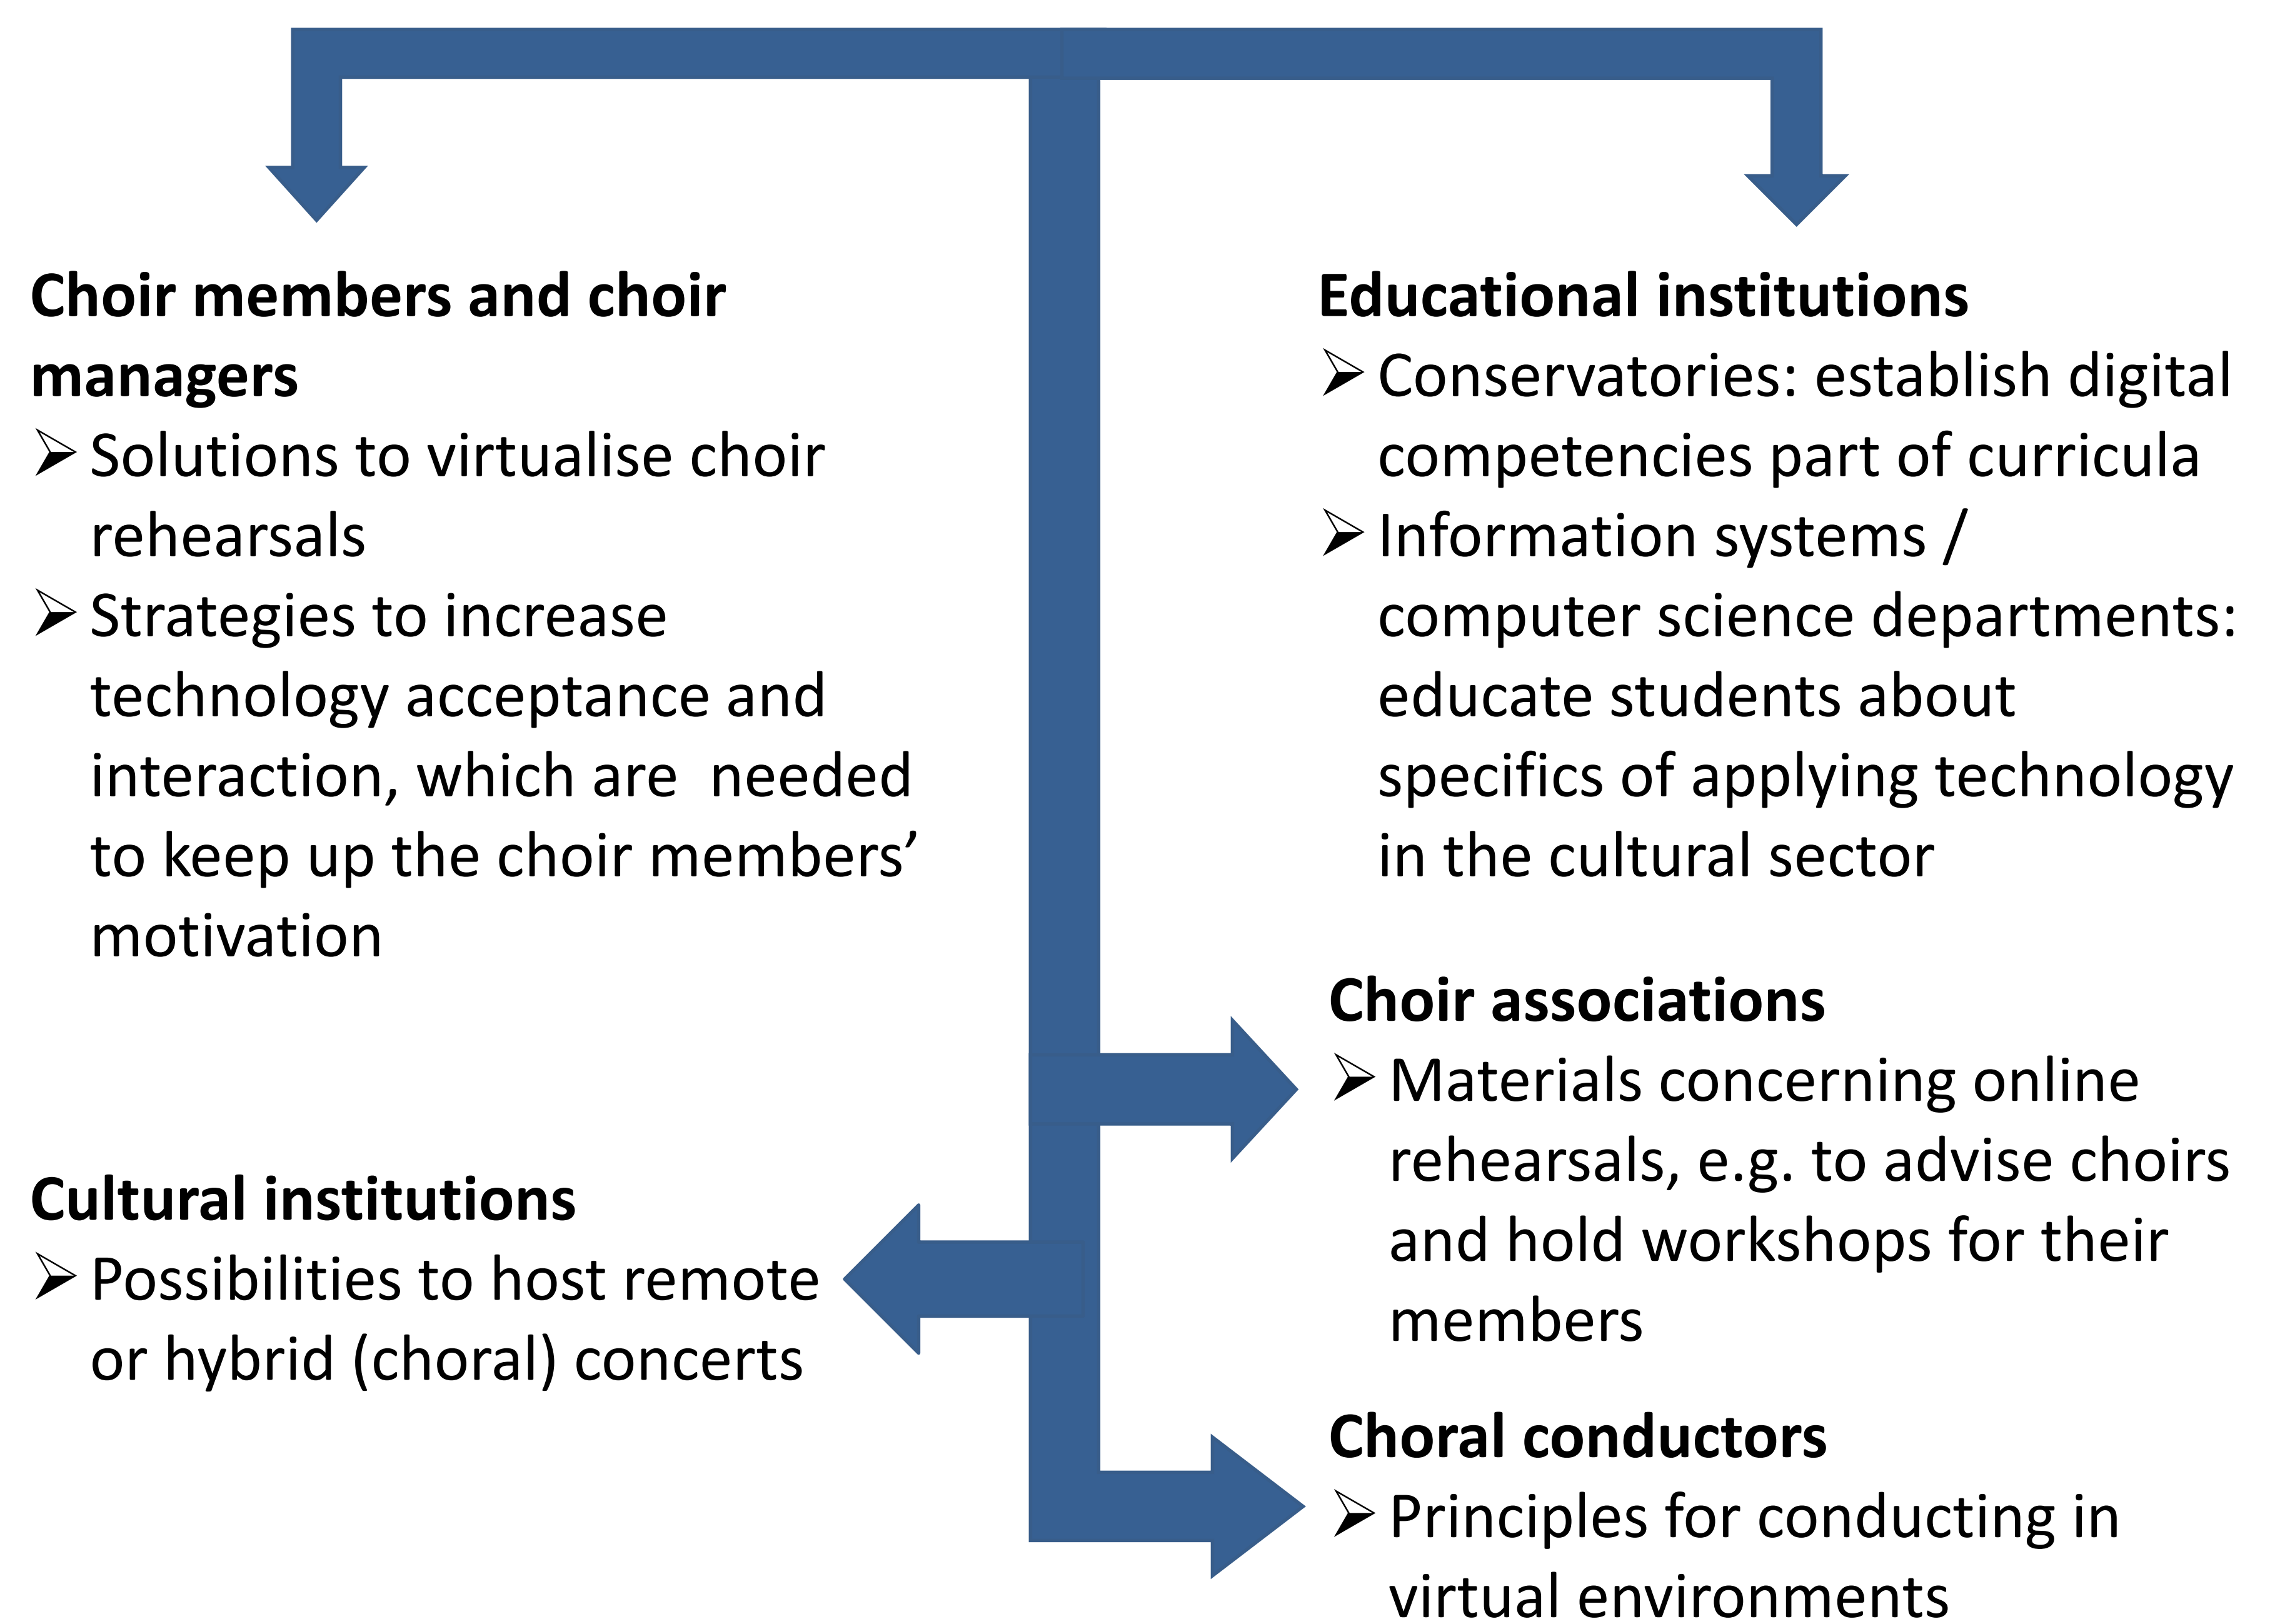 Choir members and choir
managers
⮚ Solutions to virtualise choir
rehearsals
⮚ Strategies to increase
technology acceptance and
interaction, which are  needed
to keep up the choir members’
motivation
Cultural institutions
⮚ Possibilities to host remote
or hybrid (choral) concerts
Educational institutions
⮚ Conservatories: establish digital
competencies part of curricula
⮚ Information systems /
computer science departments:
educate students about
specifics of applying technology
in the cultural sector
Choir associations
⮚ Materials concerning online
rehearsals, e.g. to advise choirs
and hold workshops for their
members
Choral conductors
⮚ Principles for conducting in
virtual environments